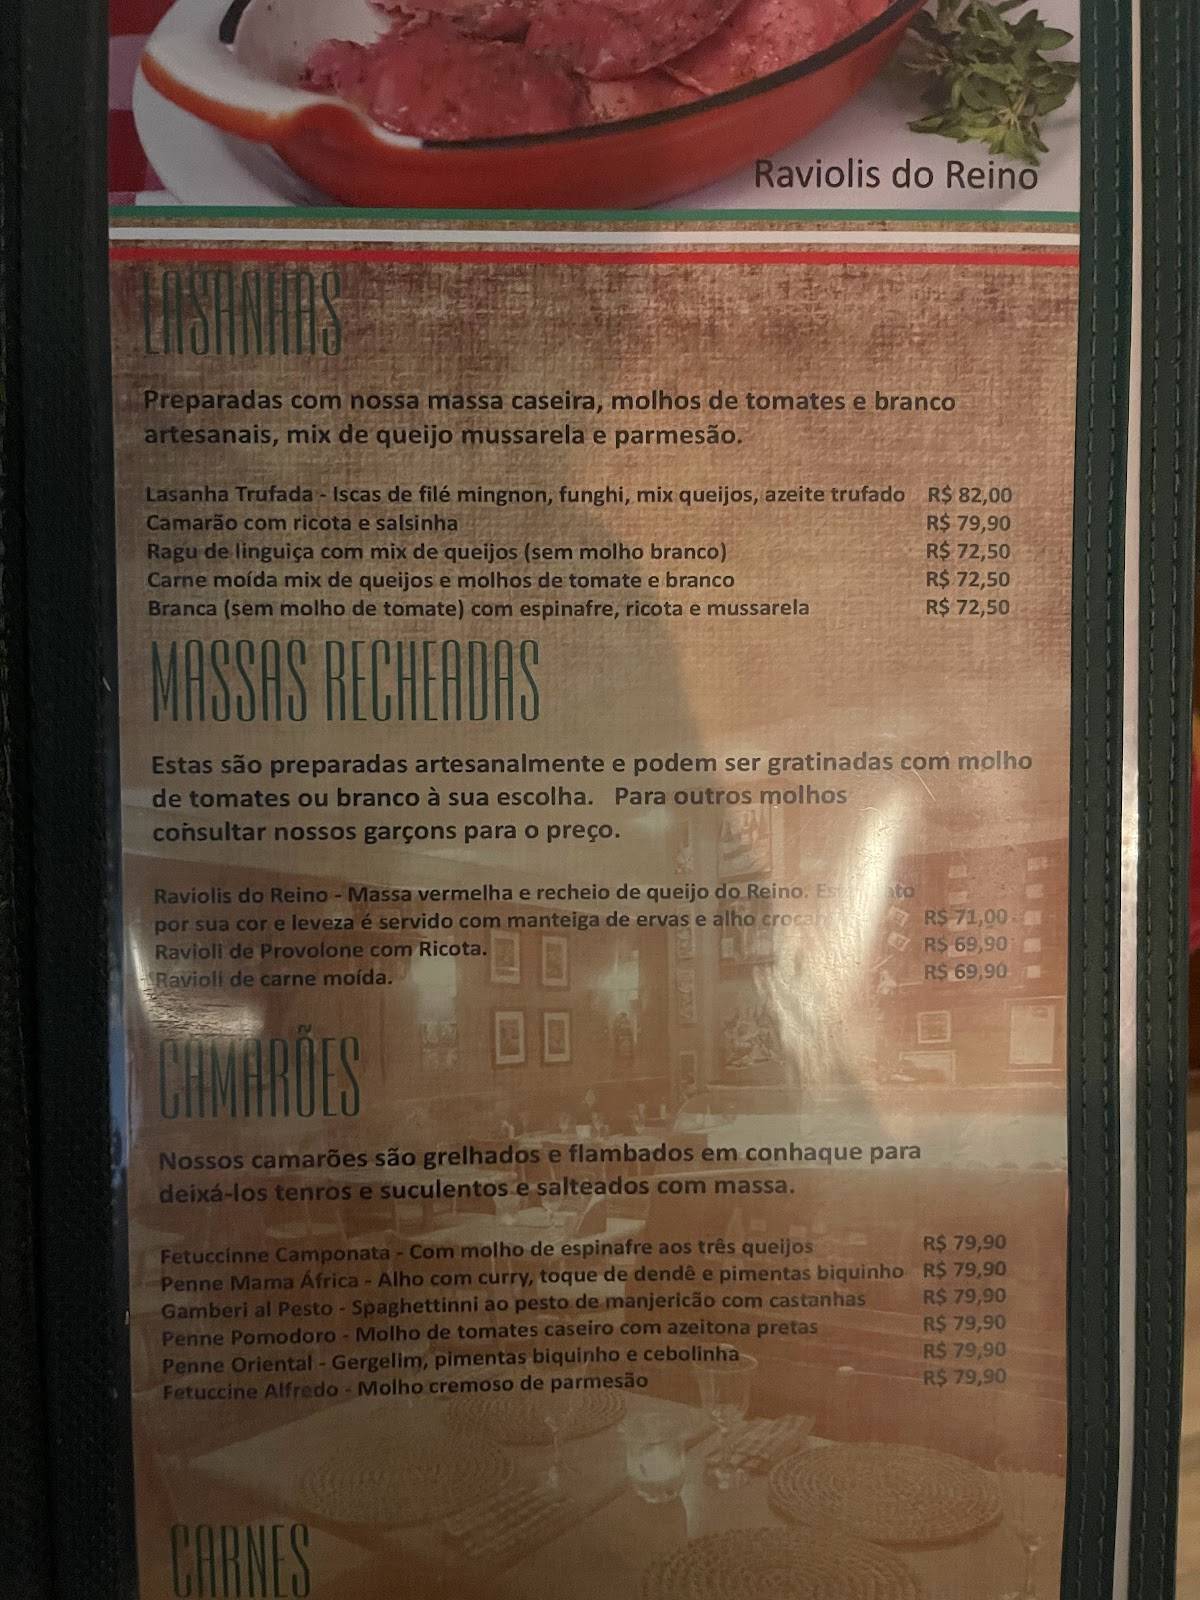 Raviolis do Reino
LASANHAS
Preparadas com nossa massa caseira, molhos de tomates e branco
artesanais, mix de queijo mussarela e parmesão.
Lasanha Trufada - Iscas de filé mingnon, funghi, mix queijos, azeite trufado R$ 82,00
Camarão com ricota e salsinha R$ 79,90
Ragu de linguiça com mix de queijos (sem molho branco) R$ 72,50
Carne moída mix de queijos e molhos de tomate e branco R$ 72,50
Branca (sem molho de tomate) com espinafre, ricota e mussarela R$ 72,50
MASSAS RECHEADAS
Estas são preparadas artesanalmente e podem ser gratinadas com molho
de tomates ou branco à sua escolha. Para outros molhos
consultar nossos garçons para o preço.
Raviolis do Reino - Massa vermelha e recheio de queijo do Reino.
por sua cor e leveza é servido com manteiga de ervas e alho R$ 71,00
Ravioli de Provolone com Ricota. R$ 69,90
Ravioli de carne moída. R$ 69,90
CAMARÕES
Nossos camarões são grelhados e flambados em conhaque para
deixá-los tenros e suculentos e salteados com massa.
Fetuccinne Camponata - Com molho de espinafre aos três queijos R$ 79,90
Penne Mama África - Alho com curry, toque de dendê e pimentas biquinho R$ 79,90
Gamberi al Pesto - Spaghettinni ao pesto de manjericão com castanhas R$ 79,90
Penne Pomodoro - Molho de tomates caseiro com azeitona pretas R$ 79,90
Penne Oriental - Gergelim, pimentas biquinho e cebolinha R$ 79,90
Fetuccine Alfredo - Molho cremoso de parmesão R$ 79,90
CARNES